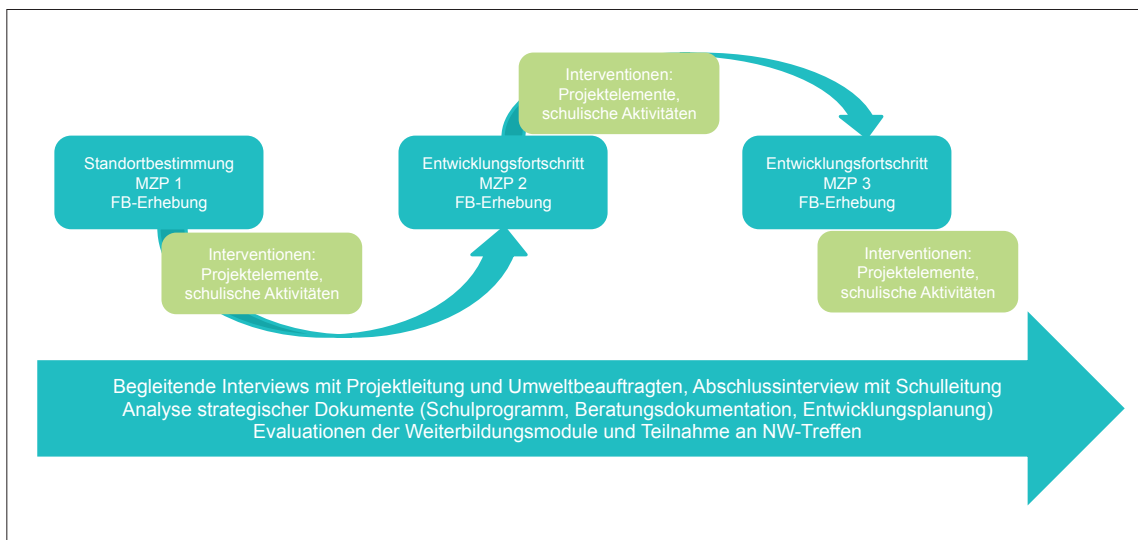 Interventionen:
Projektelemente,
schulische Aktivitäten
Standortbestimmung
MZP 1
FB-Erhebung
Entwicklungsfortschritt
MZP 2
FB-Erhebung
Entwicklungsfortschritt
MZP 3
FB-Erhebung
Interventionen:
Projektelemente,
schulische Aktivitäten
Interventionen:
Projektelemente,
schulische Aktivitäten
Begleitende Interviews mit Projektleitung und Umweltbeauftragten, Abschlussinterview mit Schulleitung
Analyse strategischer Dokumente (Schulprogramm, Beratungsdokumentation, Entwicklungsplanung)
Evaluationen der Weiterbildungsmodule und Teilnahme an NW-Treffen